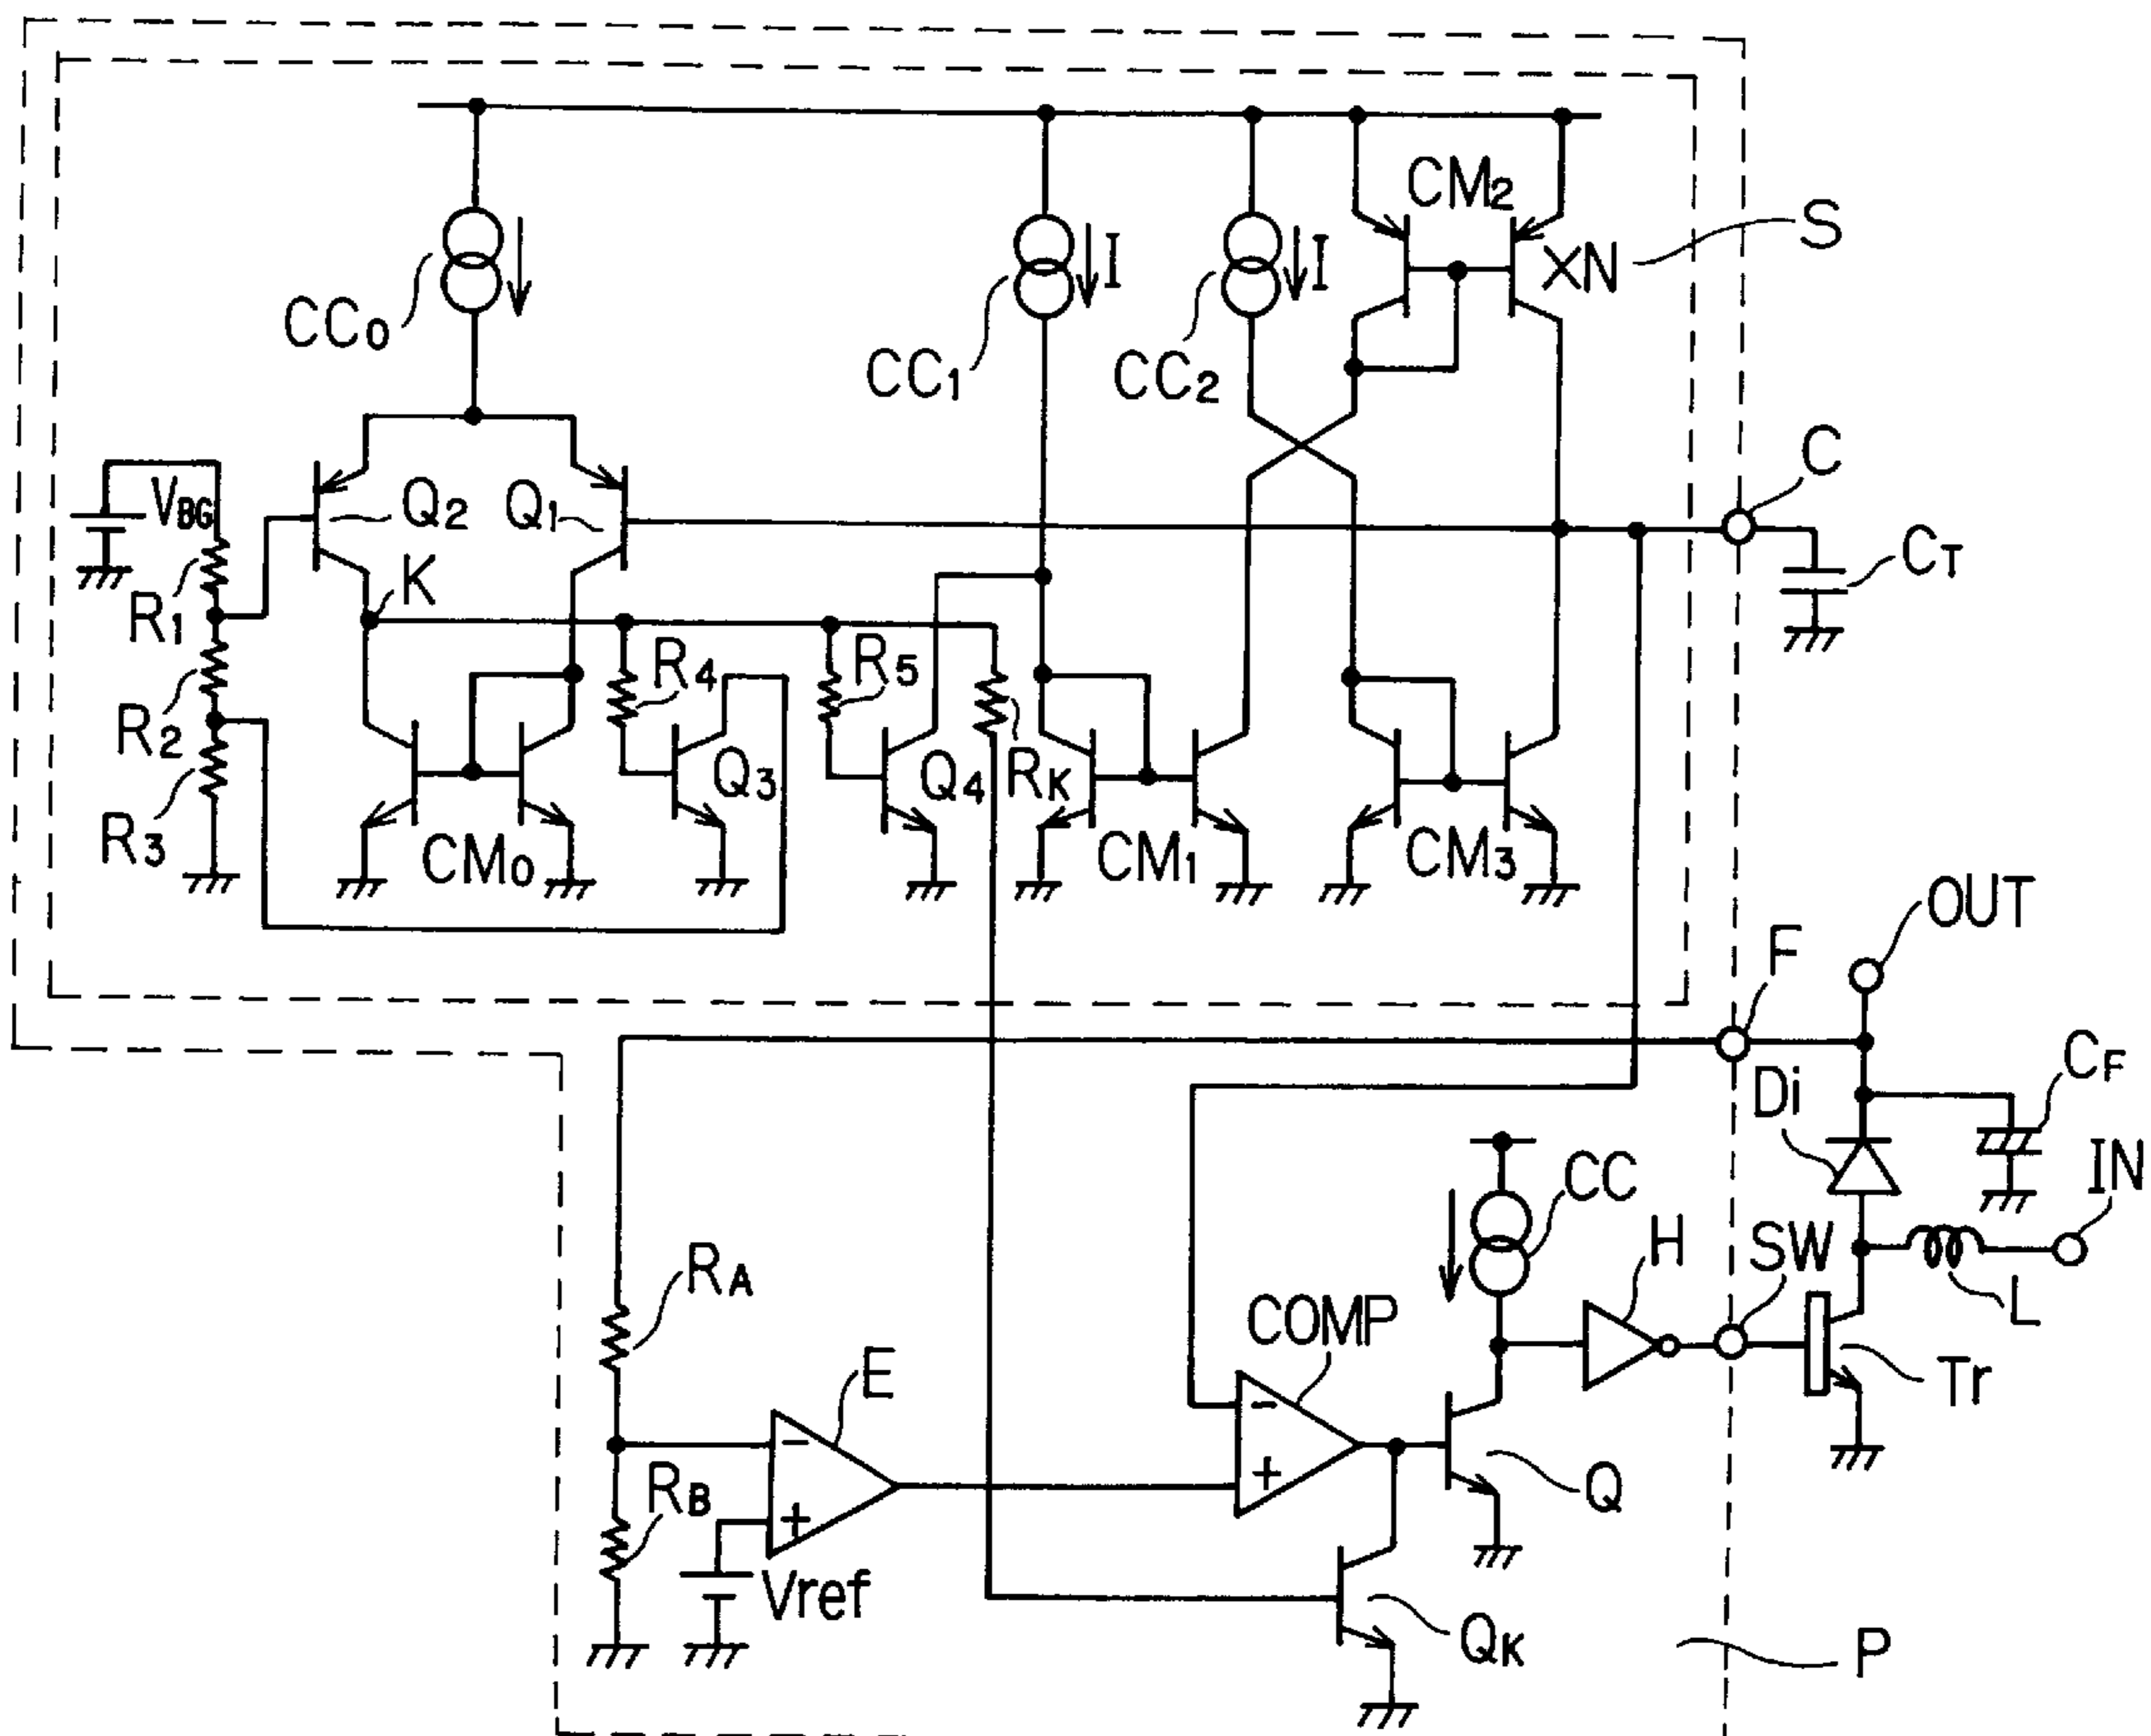 CM2
S
I
I
XN
CC0
CC1
CC2
C
VBG
Q2
Q1
CT
K
R1
R4
R5
R2
Q3
Q4
RK
R3
CM0
CM1
CM3
OUT
F
CF
Di
IN
CC
H
SW
RA
COMP
L
E
-
Tr
-
+
RB
Q
+
Vref
QK
P